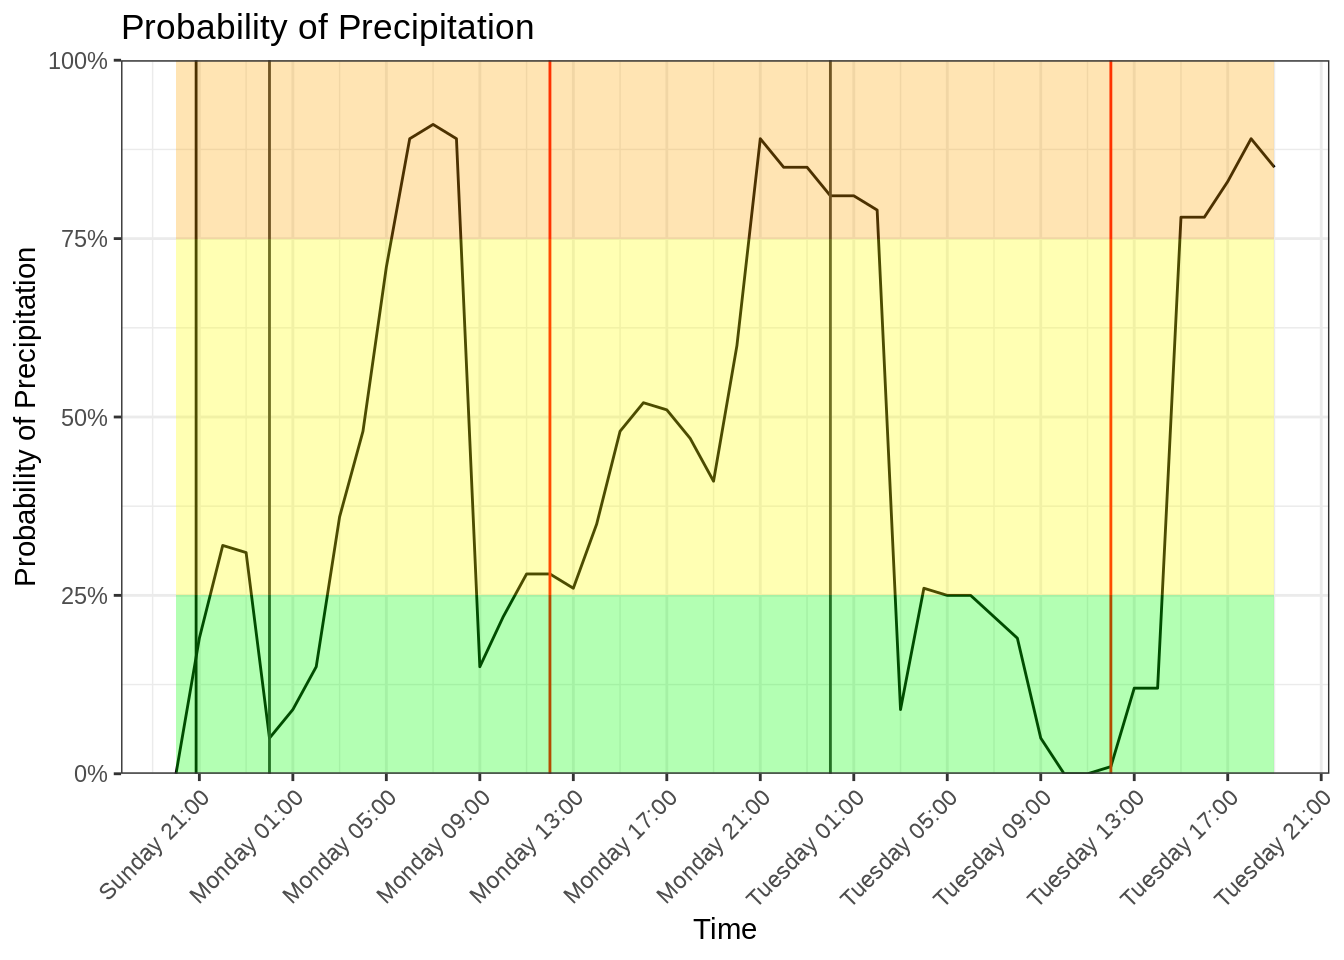 Probability of Precipitation
Probability of Precipitation
100%
75%
50%
25%
0%
Sunday 21:00
Monday 01:00
Monday 05:00
Monday 09:00
Monday 13:00
Monday 17:00
Monday 21:00
Tuesday 01:00
Tuesday 05:00
Tuesday 09:00
Tuesday 13:00
Tuesday 17:00
Tuesday 21:00
Time